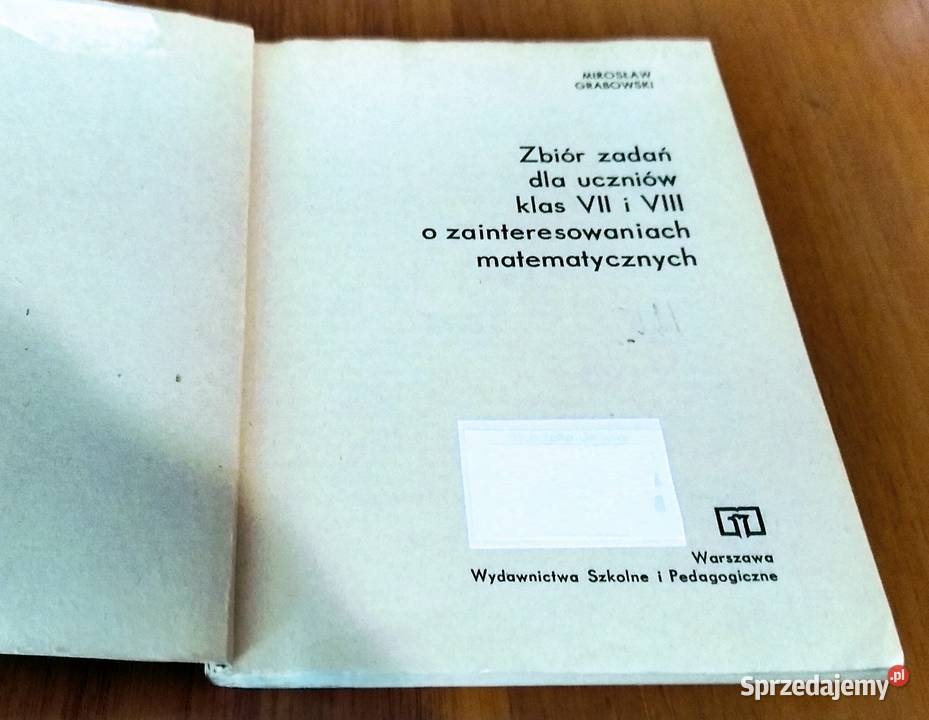 MIROSŁAW
GRABOWSKI
Zbiór zadań
dla uczniów
klas VII i VIII
o zainteresowaniach
matematycznych
Warszawa
Wydawnictwa Szkolne i Pedagogiczne
Sprzedajemy.pl